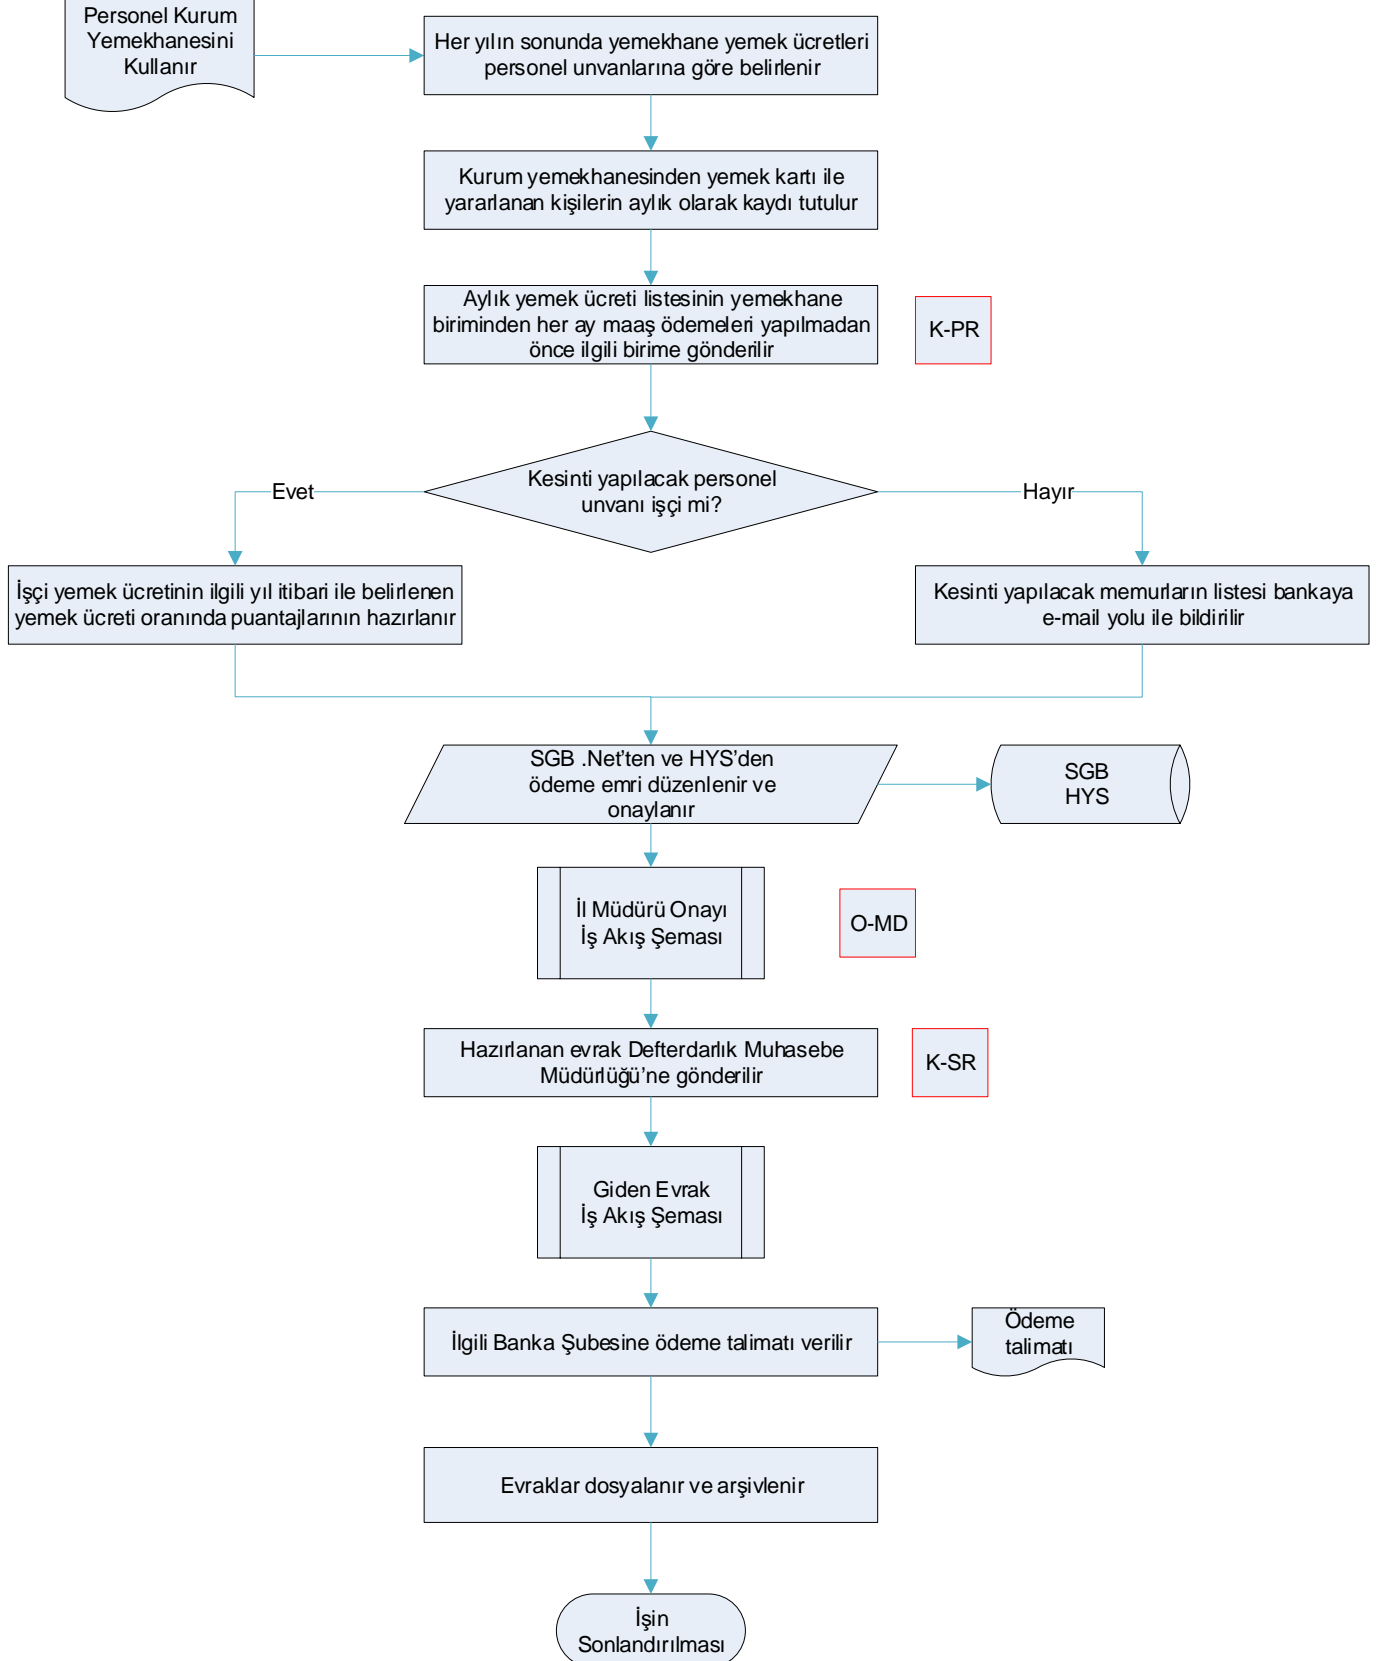 Personel Kurum
Yemekhanesini
Kullanır
Her yılın sonunda yemekhane yemek ücretleri
personel unvanlarına göre belirlenir
Kurum yemekhanesinden yemek kartı ile
yararlanan kişilerin aylık olarak kaydı tutulur
Aylık yemek ücreti listesinin yemekhane
biriminden her ay maaş ödemeleri yapılmadan
önce ilgili birime gönderilir
K-PR
Kesinti yapılacak personel
unvanı işçi mi?
Evet
Hayır
İşçi yemek ücretinin ilgili yıl itibari ile belirlenen
yemek ücreti oranında puantajlarının hazırlanır
Kesinti yapılacak memurların listesi bankaya
e-mail yolu ile bildirilir
SGB .Net'ten ve HYS'den
ödeme emri düzenlenir ve
onaylanır
SGB
HYS
İl Müdürü Onayı
İş Akış Şeması
O-MD
Hazırlanan evrak Defterdarlık Muhasebe
Müdürlüğü'ne gönderilir
K-SR
Giden Evrak
İş Akış Şeması
İlgili Banka Şubesine ödeme talimatı verilir
Ödeme
talimatı
Evraklar dosyalanır ve arşivlenir
İşin
Sonlandırılması